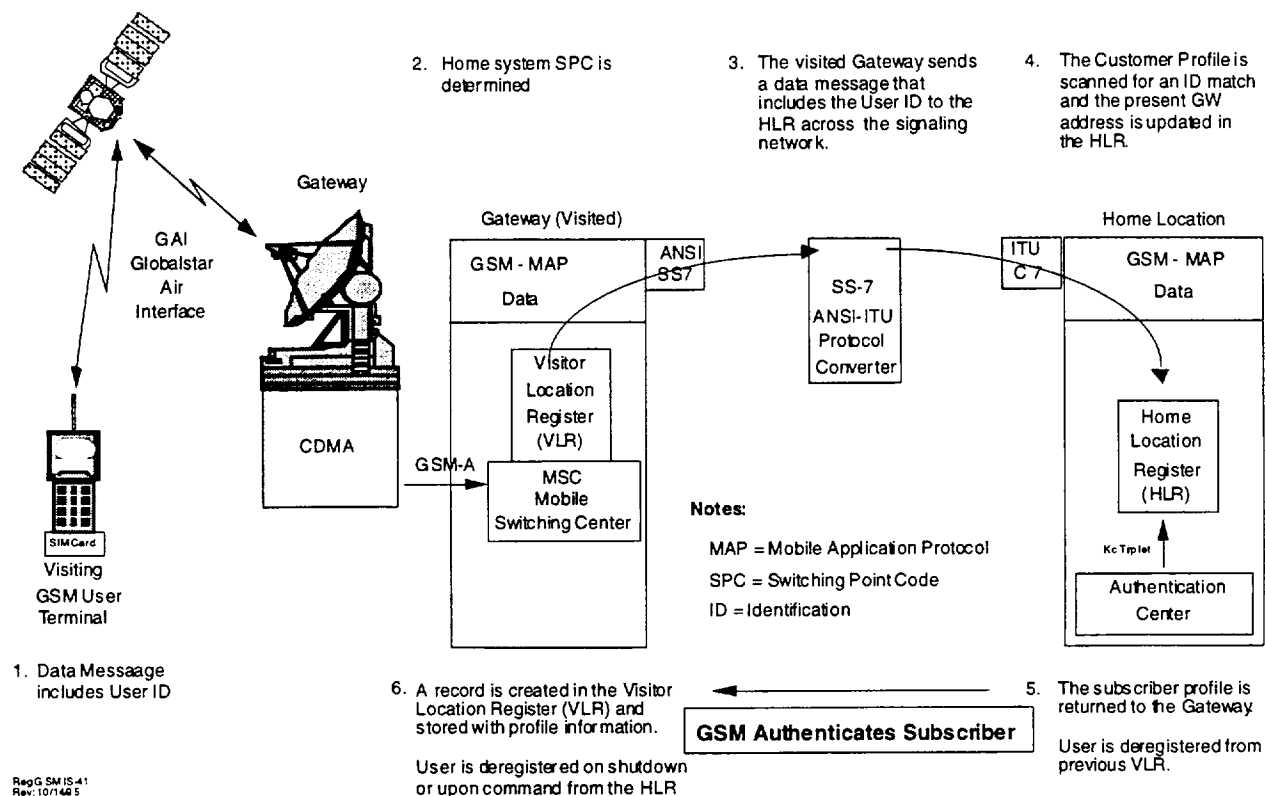 2. Home system SPC is
determined
3. The visited Gateway sends
a data message that
includes the User ID to the
HLR across the signaling
network.
4. The Customer Profile is
scanned for an ID match
and the present GW
address is updated in
the HLR.
Gateway
GAI
Globalstar
Air
Interface
Gateway (Visited)
GSM - MAP
Data
ANSI
SS7
SS-7
ANSI-ITU
Protocol
Converter
Home Location
ITU
C7
GSM - MAP
Data
Visitor
Location
Register
(VLR)
CDMA
GSM-A
MSC
Mobile
Switching Center
Home
Location
Register
(HLR)
Kc Trplet
Authentication
Center
Notes:
MAP = Mobile Application Protocol
SPC = Switching Point Code
ID = Identification
SIM Card
Visiting
GSM User
Terminal
1. Data Messaage
includes User ID
6. A record is created in the Visitor
Location Register (VLR) and
stored with profile information.
User is deregistered on shutdown
or upon command from the HLR
GSM Authenticates Subscriber
5. The subscriber profile is
returned to the Gateway.
User is deregistered from
previous VLR.
RegGSMIS-41